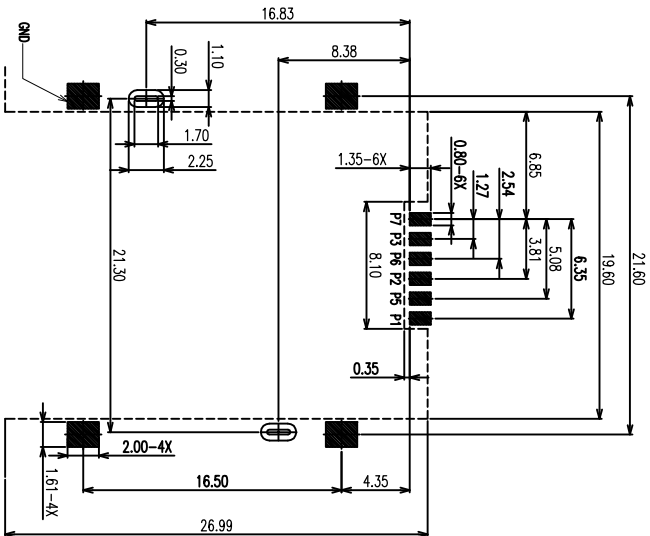 16.83
8.38
GND
0.30
1.10
1.70
2.25
1.35-6X
0.80-6X
1.27
2.54
6.85
3.81
5.08
6.35
19.60
21.60
P7
P3
P6
P2
P5
P1
8.10
21.30
0.35
2.00-4X
1.61-4X
16.50
4.35
26.99